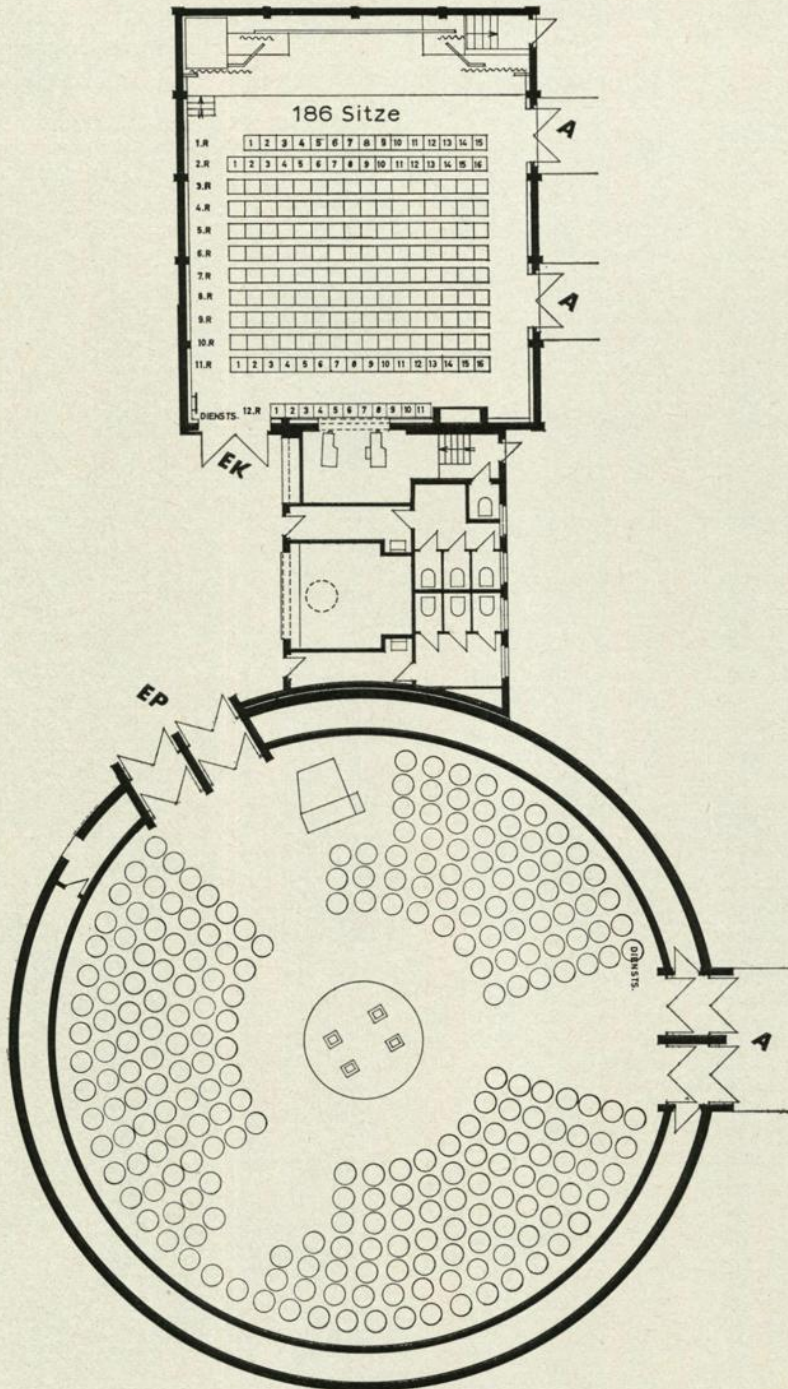 186 Sitze
A
1.R 1 2 3 4 5 6 7 8 9 10 11 12 13 14 15
2.R 1 2 3 4 5 6 7 8 9 10 11 12 13 14 15 16
3.R
4.R
5.R
6.R
7.R
8.R
A
9.R
10.R
11.R 1 2 3 4 5 6 7 8 9 10 11 12 13 14 15 16
DIENSTS. 12.R 1 2 3 4 5 6 7 8 9 10 11
EK
EP
DIENSTS.
A